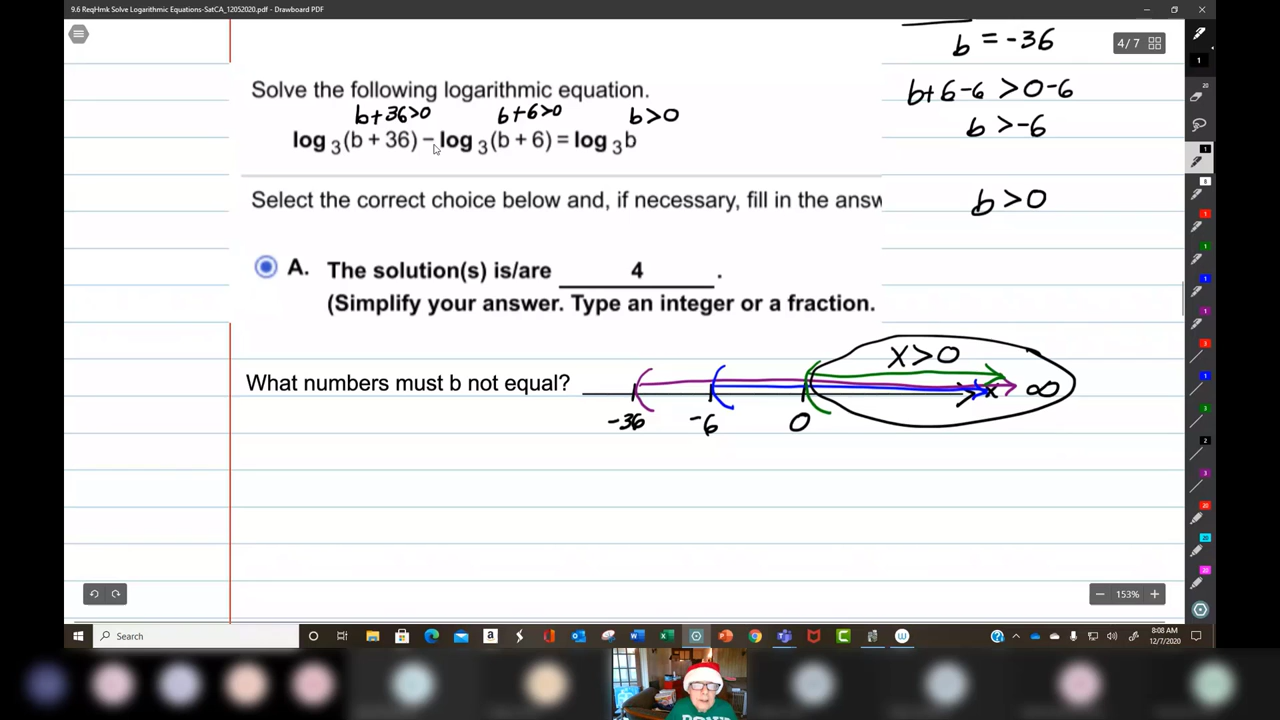 9.6 ReqHmk Solve Logarithmic Equations-SatCA_12052020.pdf - Drawboard PDF
4/7
b = -36
b+6-6 >0-6
b >-6
b >0
Solve the following logarithmic equation.
b+36>0 b+6>0 b>0
log 3(b + 36) − log 3(b + 6) = log 3b
Select the correct choice below and, if necessary, fill in the answ
A. The solution(s) is/are 4 .
(Simplify your answer. Type an integer or a fraction.
x>0
What numbers must b not equal?
x ∞
-36 -6 0
153%
Search
8:08 AM
12/7/2020